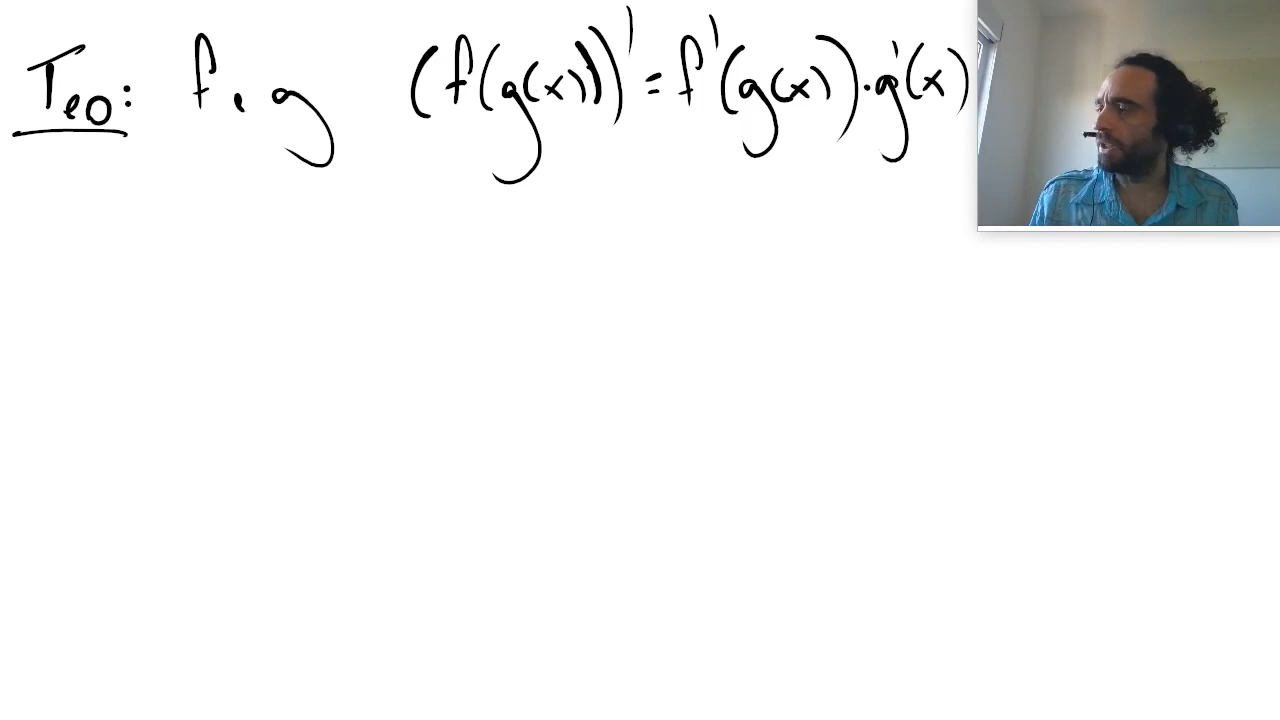 Teo: f, g (f(g(x)))' = f'(g(x))·g'(x)